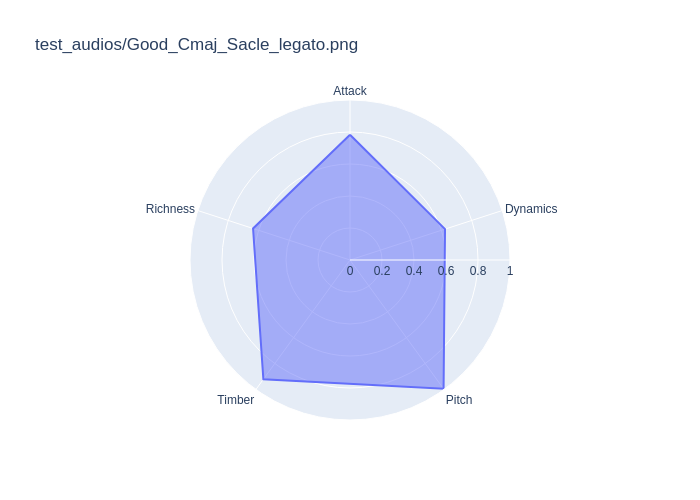 test_audios/Good_Cmaj_Sacle_legato.png
Attack
Richness
Dynamics
0 0.2 0.4 0.6 0.8 1
Timber
Pitch